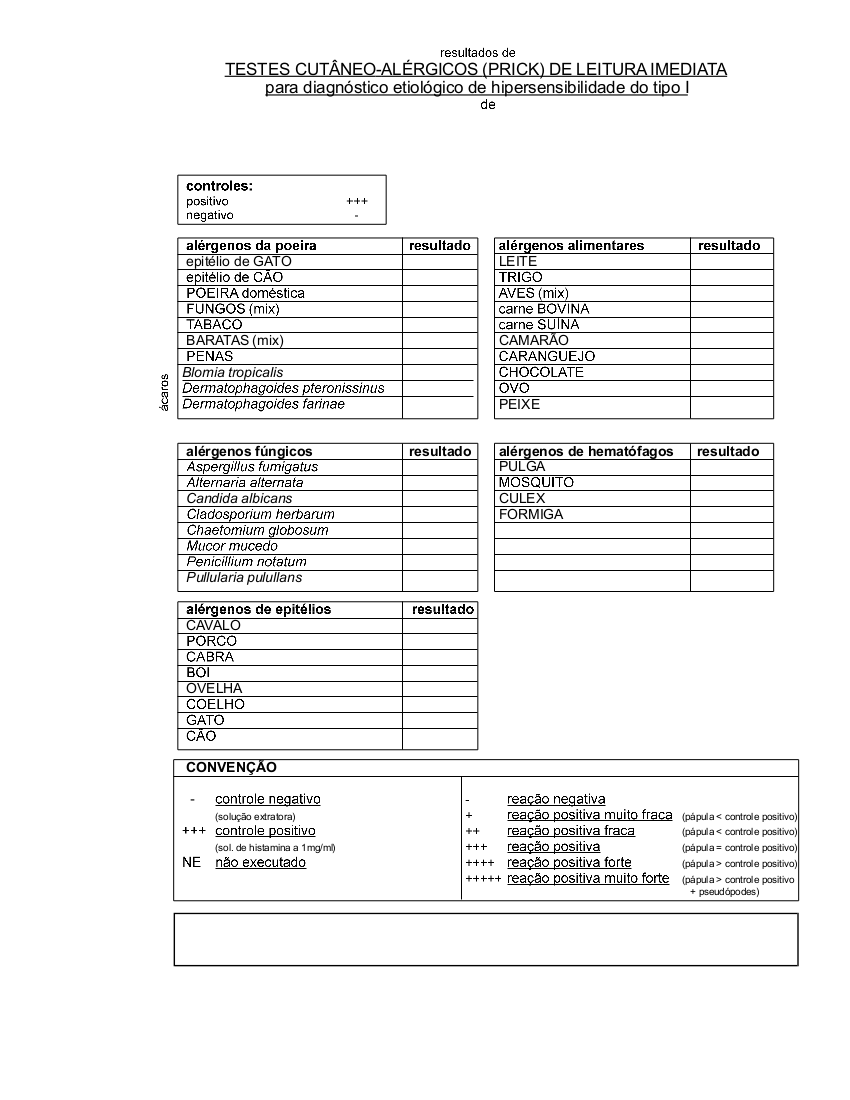 resultados de
TESTES CUTÂNEO-ALÉRGICOS (PRICK) DE LEITURA IMEDIATA
para diagnóstico etiológico de hipersensibilidade do tipo I
de
controles:
positivo +++
negativo -
alérgenos da poeira resultado
epitélio de GATO
epitélio de CÃO
POEIRA doméstica
FUNGOS (mix)
TABACO
BARATAS (mix)
PENAS
ácaros
Blomia tropicalis
Dermatophagoides pteronissinus
Dermatophagoides farinae
alérgenos alimentares resultado
LEITE
TRIGO
AVES (mix)
carne BOVINA
carne SUÍNA
CAMARÃO
CARANGUEJO
CHOCOLATE
OVO
PEIXE
alérgenos fúngicos resultado
Aspergillus fumigatus
Alternaria alternata
Candida albicans
Cladosporium herbarum
Chaetomium globosum
Mucor mucedo
Penicillium notatum
Pullularia pulullans
alérgenos de hematófagos resultado
PULGA
MOSQUITO
CULEX
FORMIGA
alérgenos de epitélios resultado
CAVALO
PORCO
CABRA
BOI
OVELHA
COELHO
GATO
CÃO
CONVENÇÃO
- controle negativo
(solução extratora)
+++ controle positivo
(sol. de histamina a 1mg/ml)
NE não executado
- reação negativa
+ reação positiva muito fraca (pápula < controle positivo)
++ reação positiva fraca (pápula < controle positivo)
+++ reação positiva (pápula = controle positivo)
++++ reação positiva forte (pápula > controle positivo)
+++++ reação positiva muito forte (pápula > controle positivo
+ pseudópodes)